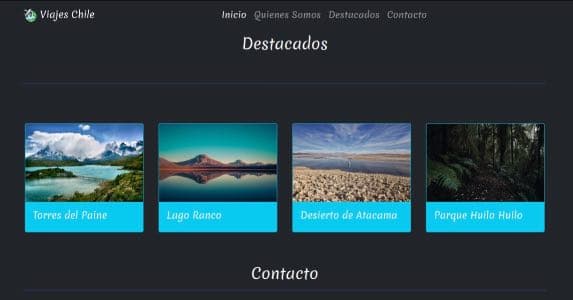 Viajes Chile
Inicio Quienes Somos Destacados Contacto
Destacados
Torres del Paine
Lago Ranco
Desierto de Atacama
Parque Huilo Huilo
Contacto